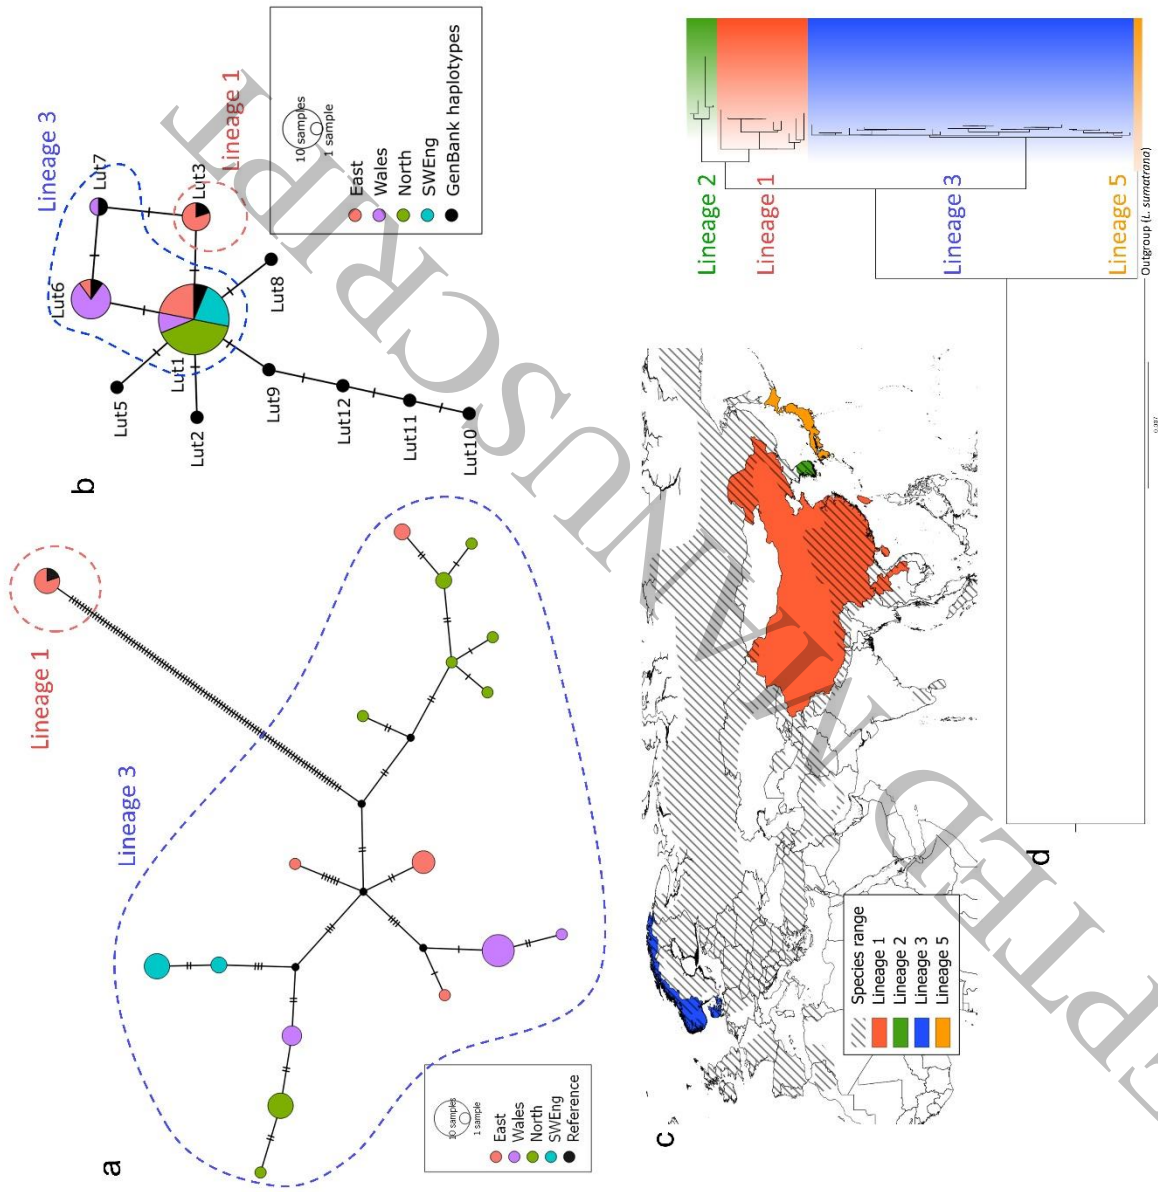 a
Lineage 3
Lineage 1
10 samples
1 sample
East
Wales
North
SWEng
Reference
b
Lineage 3
Lineage 1
Lut7
Lut3
Lut6
Lut1
Lut8
Lut5
Lut2
Lut9
Lut12
Lut11
Lut10
10 samples
1 sample
East
Wales
North
SWEng
GenBank haplotypes
c
Species range
Lineage 1
Lineage 2
Lineage 3
Lineage 5
d
Lineage 2
Lineage 1
Lineage 3
Lineage 5
Outgroup (L. sumatrana)
PTED MANUSCRIPT